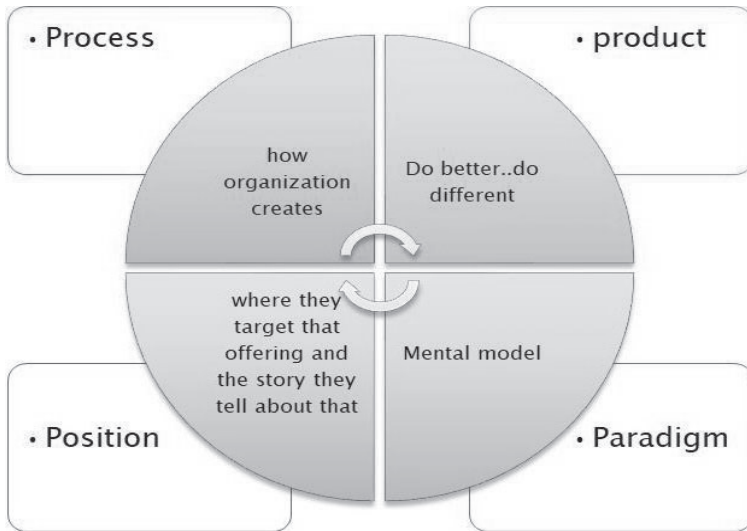 • Process
• product
how
organization
creates
Do better..do
different
where they
target that
offering and
the story they
tell about that
Mental model
• Position
• Paradigm